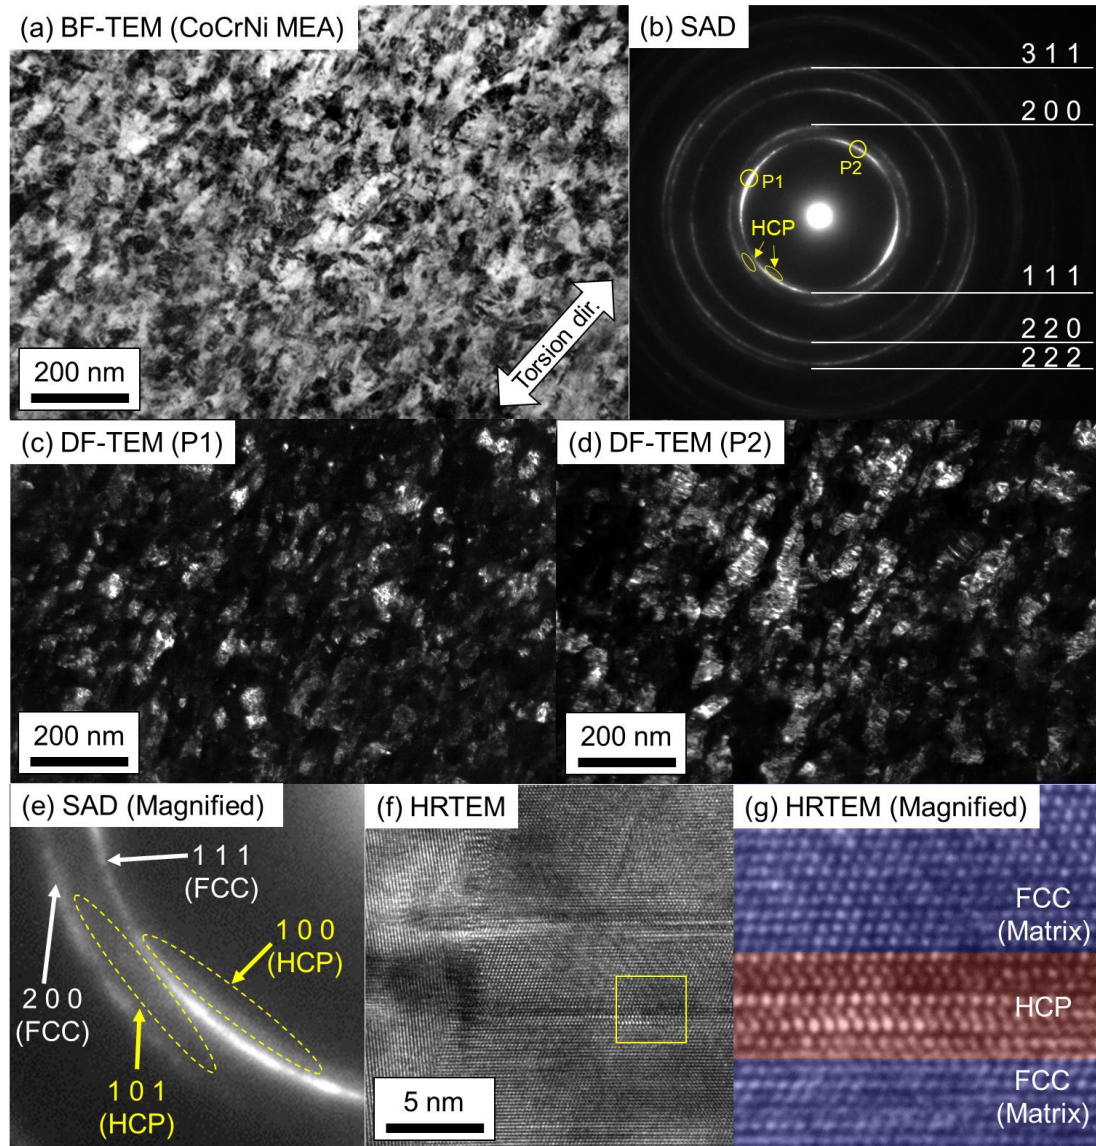 (a) BF-TEM (CoCrNi MEA)
Torsion dir.
200 nm
(b) SAD
3 1 1
2 0 0
P1
P2
HCP
1 1 1
2 2 0
2 2 2
(c) DF-TEM (P1)
200 nm
(d) DF-TEM (P2)
200 nm
(e) SAD (Magnified)
1 1 1
(FCC)
1 0 0
(HCP)
2 0 0
(FCC)
1 0 1
(HCP)
(f) HRTEM
5 nm
(g) HRTEM (Magnified)
FCC
(Matrix)
HCP
FCC
(Matrix)